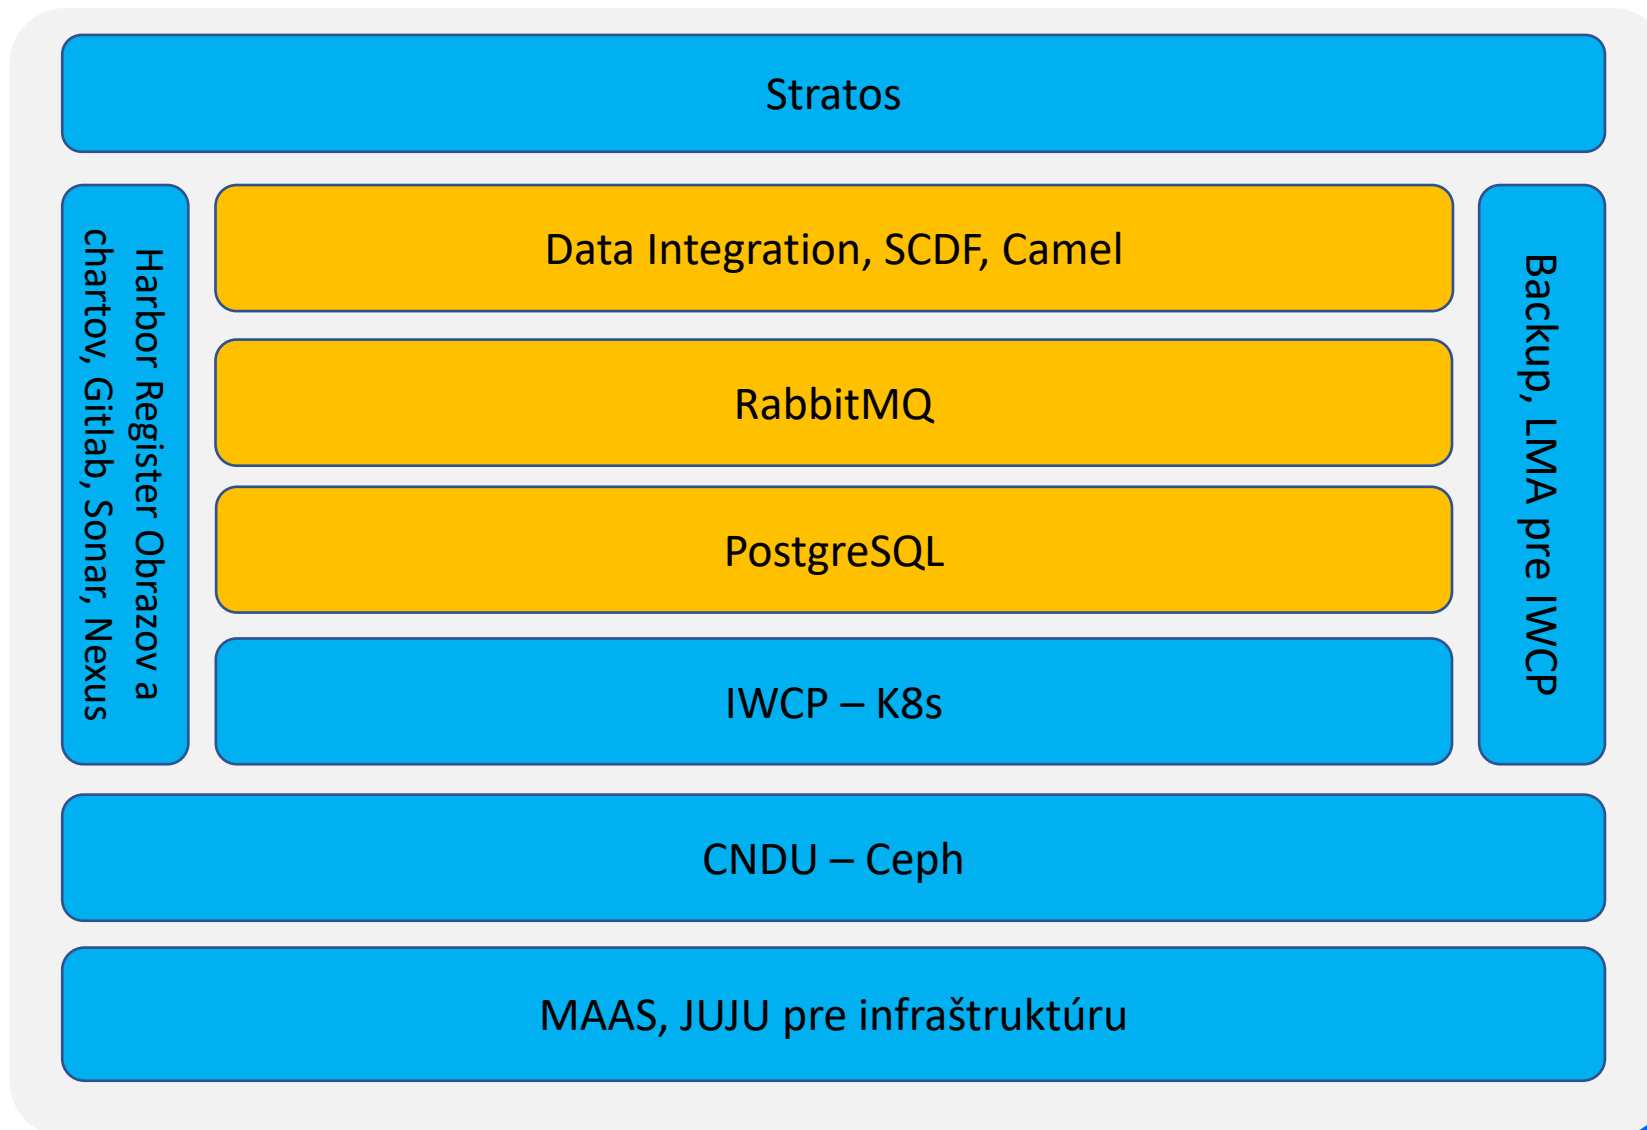 Stratos
Harbor Register Obrazov a
chartov, Gitlab, Sonar, Nexus
Data Integration, SCDF, Camel
RabbitMQ
PostgreSQL
IWCP – K8s
Backup, LMA pre IWCP
CNDU – Ceph
MAAS, JUJU pre infraštruktúru